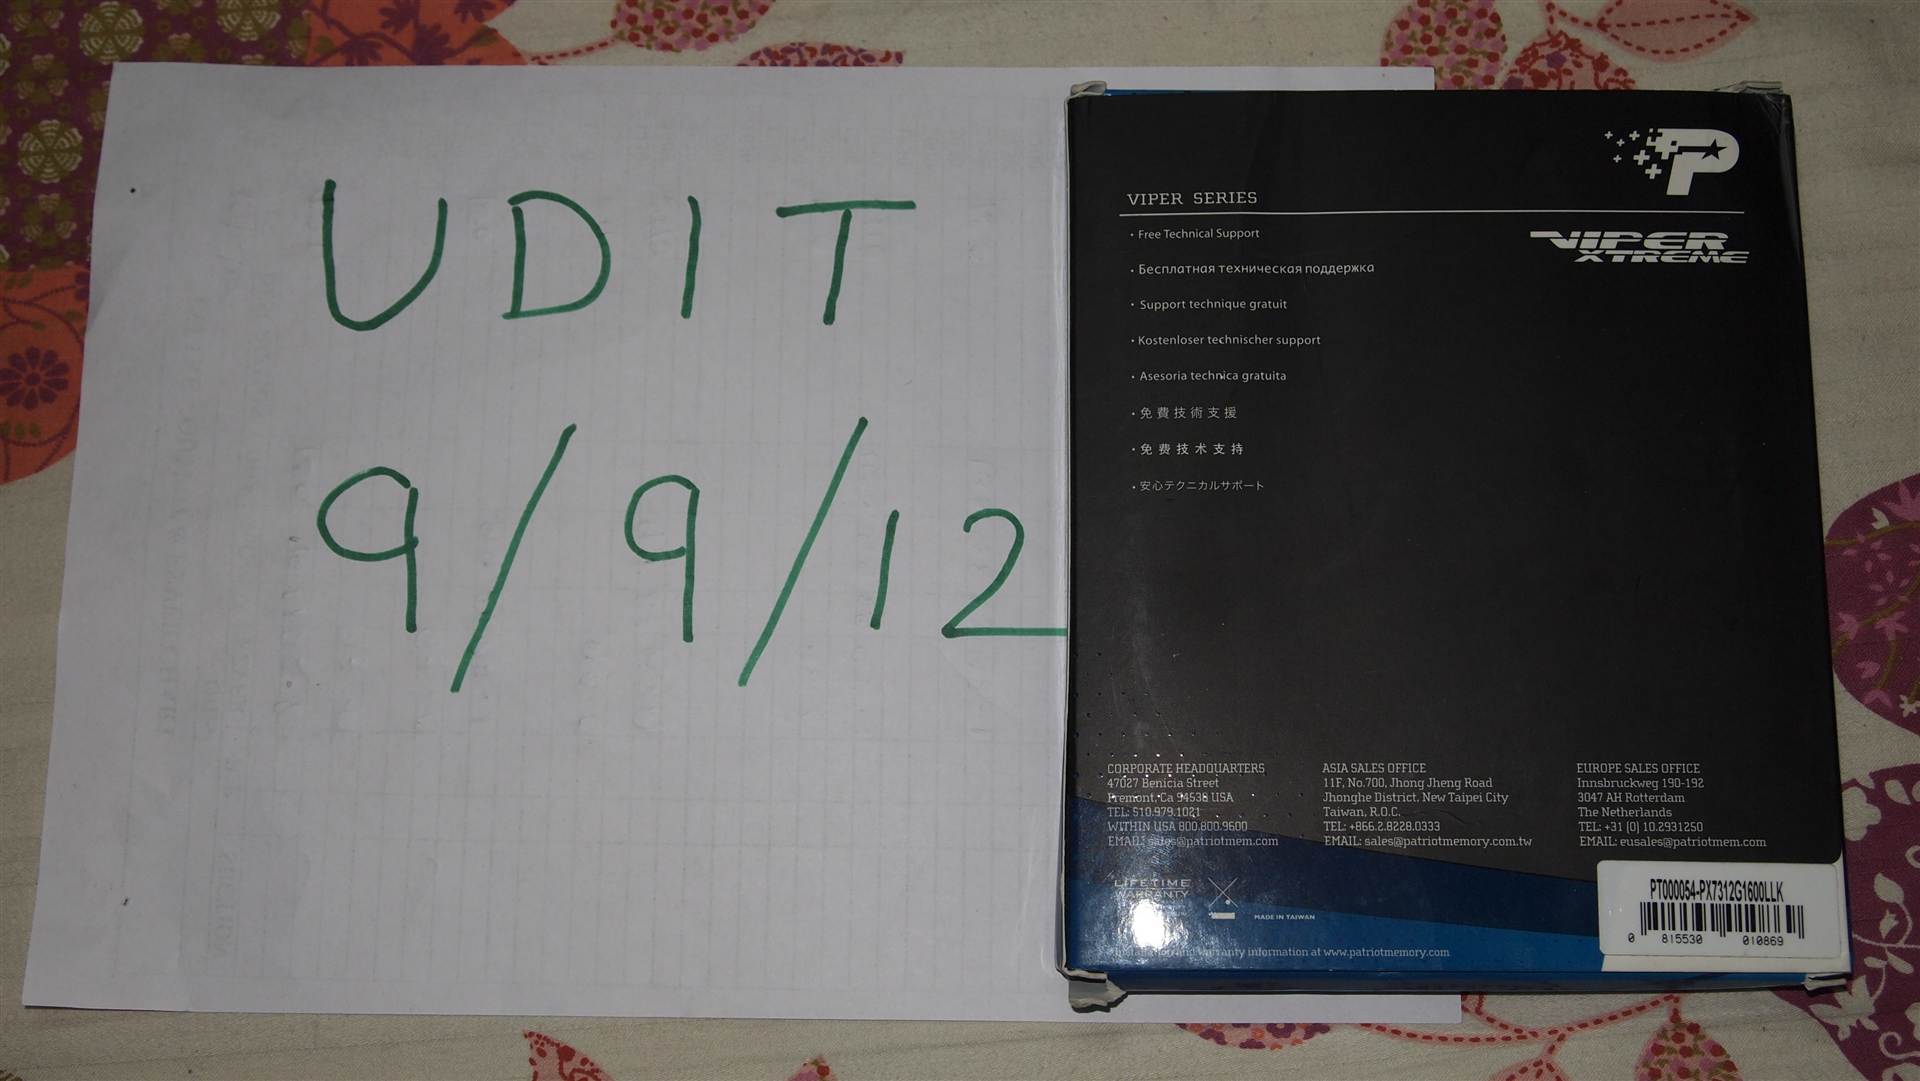 UDIT
9/9/12
P
VIPER SERIES
VIPER
XTREME
• Free Technical Support
• Бесплатная техническая поддержка
• Support technique gratuit
• Kostenloser technischer support
• Asesoria technica gratuita
• 免費技術支援
• 免费技术支持
• 安心テクニカルサポート
CORPORATE HEADQUARTERS
47027 Benicia Street
Fremont, Ca 94538 USA
TEL: 510.979.1021
WITHIN USA 800.800.9600
EMAIL: sales@patriotmem.com
ASIA SALES OFFICE
11F, No.700, Jhong Jheng Road
Jhonghe District, New Taipei City
Taiwan, R.O.C.
TEL: +866.2.8228.0333
EMAIL: sales@patriotmemory.com.tw
EUROPE SALES OFFICE
Innsbruckweg 190-192
3047 AH Rotterdam
The Netherlands
TEL: +31 (0) 10.2931250
EMAIL: eusales@patriotmem.com
LIFETIME
WARRANTY
MADE IN TAIWAN
PT000054-PX7312G1600LLK
0 815530 010869
and warranty information at www.patriotmemory.com